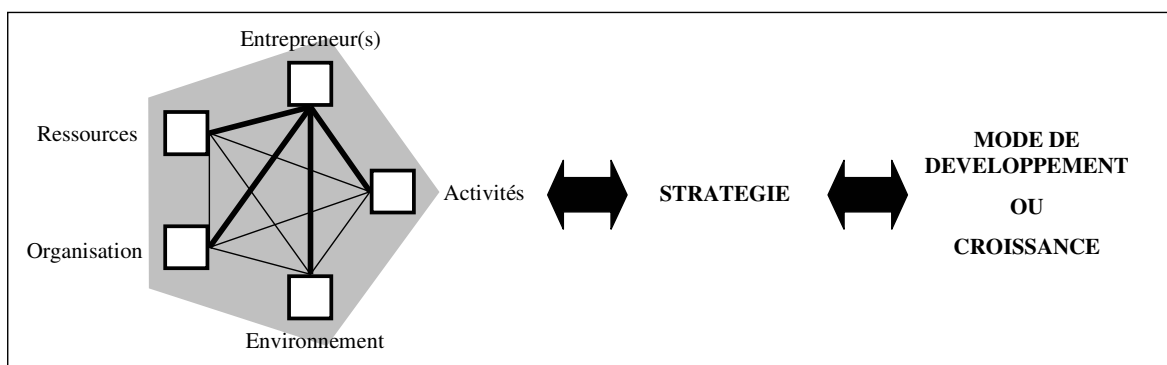 Entrepreneur(s)
Ressources
Organisation
Environnement
Activités
STRATEGIE
MODE DE
DEVELOPPEMENT
OU
CROISSANCE